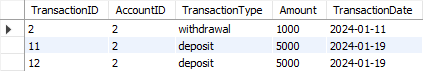 TransactionID AccountID TransactionType Amount TransactionDate
2 2 withdrawal 1000 2024-01-11
11 2 deposit 5000 2024-01-19
12 2 deposit 5000 2024-01-19